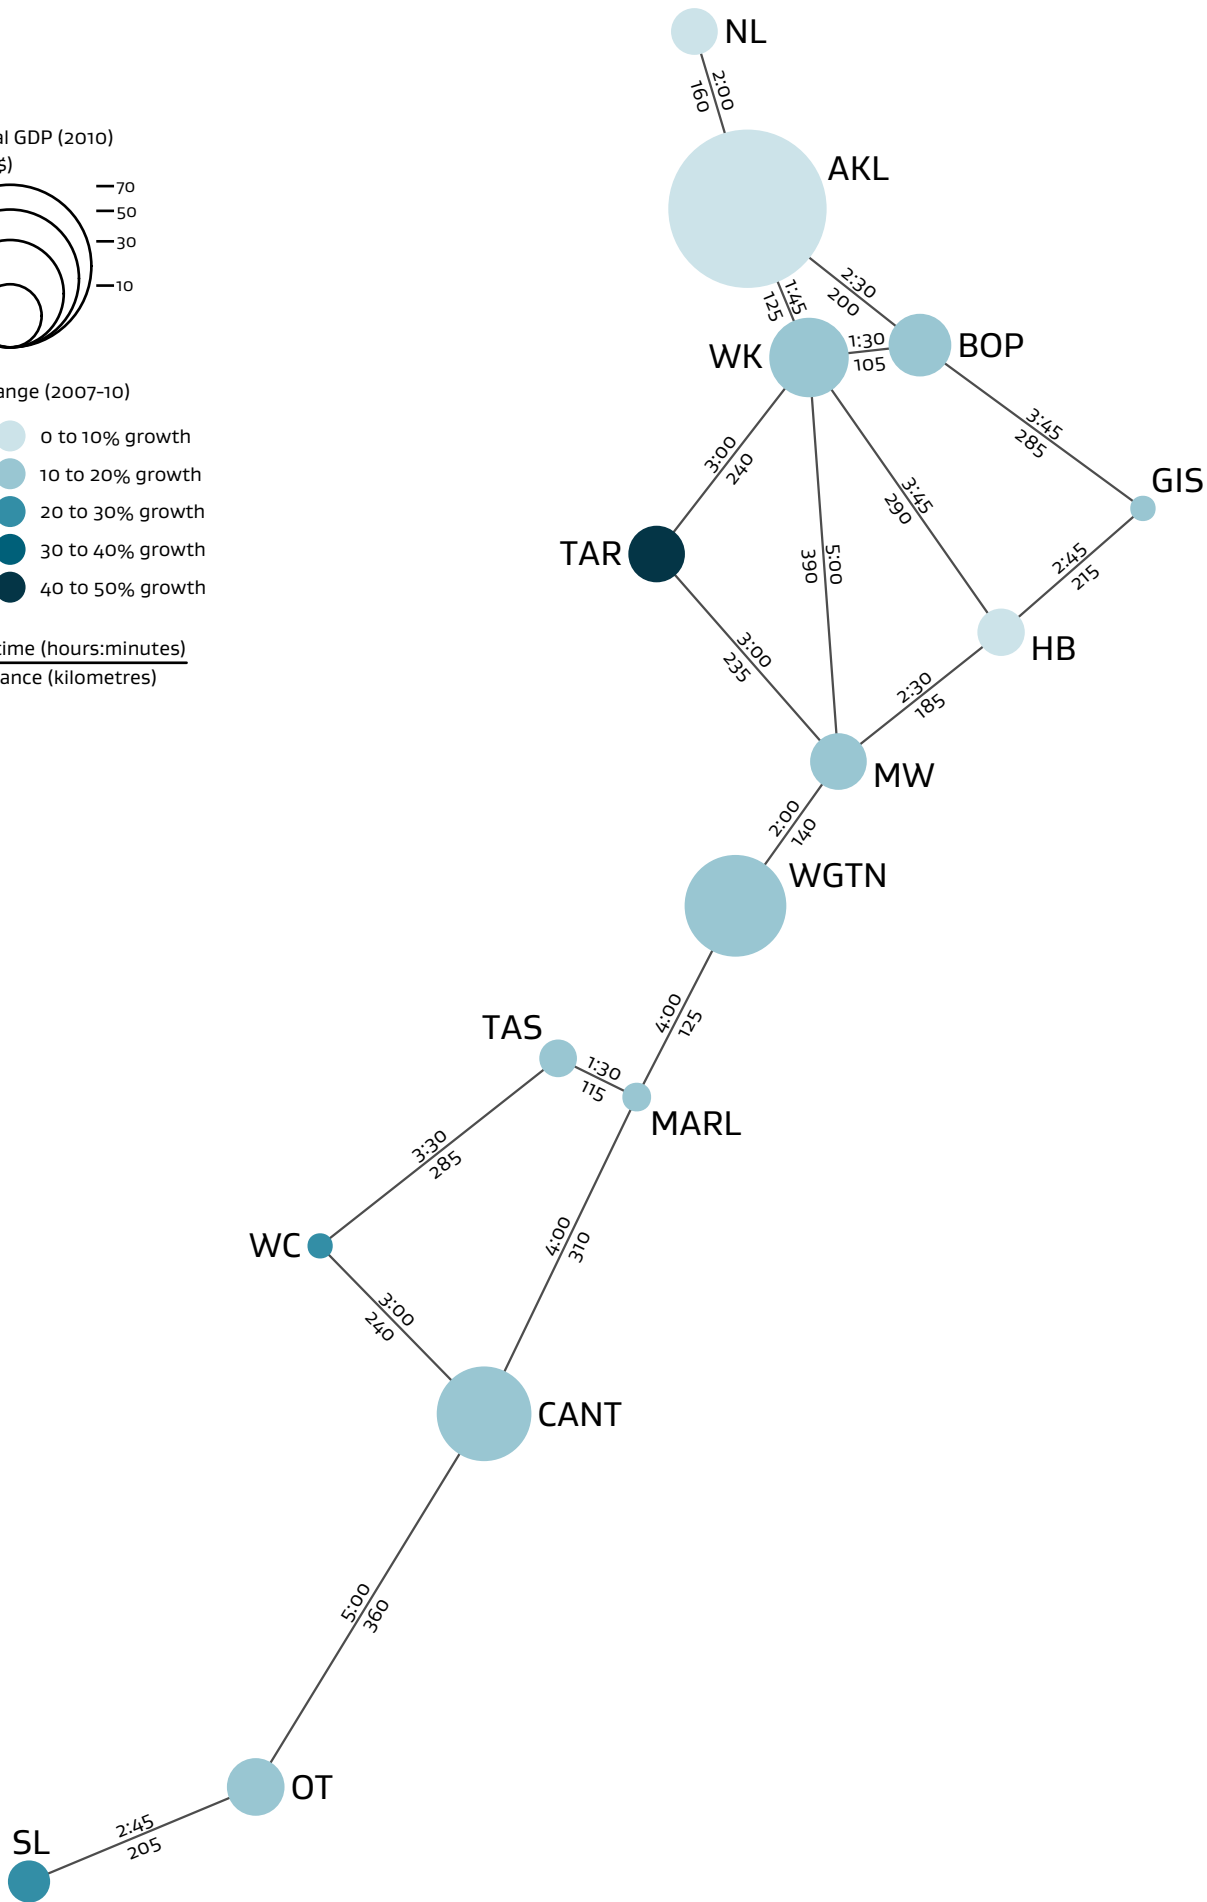 NL
2:00
160
al GDP (2010)
$)
70
50
30
10
AKL
2:30
200
1:45
125
WK
1:30
105
BOP
ange (2007-10)
0 to 10% growth
10 to 20% growth
20 to 30% growth
30 to 40% growth
40 to 50% growth
3:45
285
3:00
240
3:45
290
GIS
TAR
5:00
390
2:45
215
time (hours:minutes)
ance (kilometres)
HB
3:00
235
2:30
185
MW
2:00
140
WGTN
4:00
125
TAS
1:30
115
MARL
3:30
285
WC
4:00
310
3:00
240
CANT
5:00
360
OT
2:45
205
SL